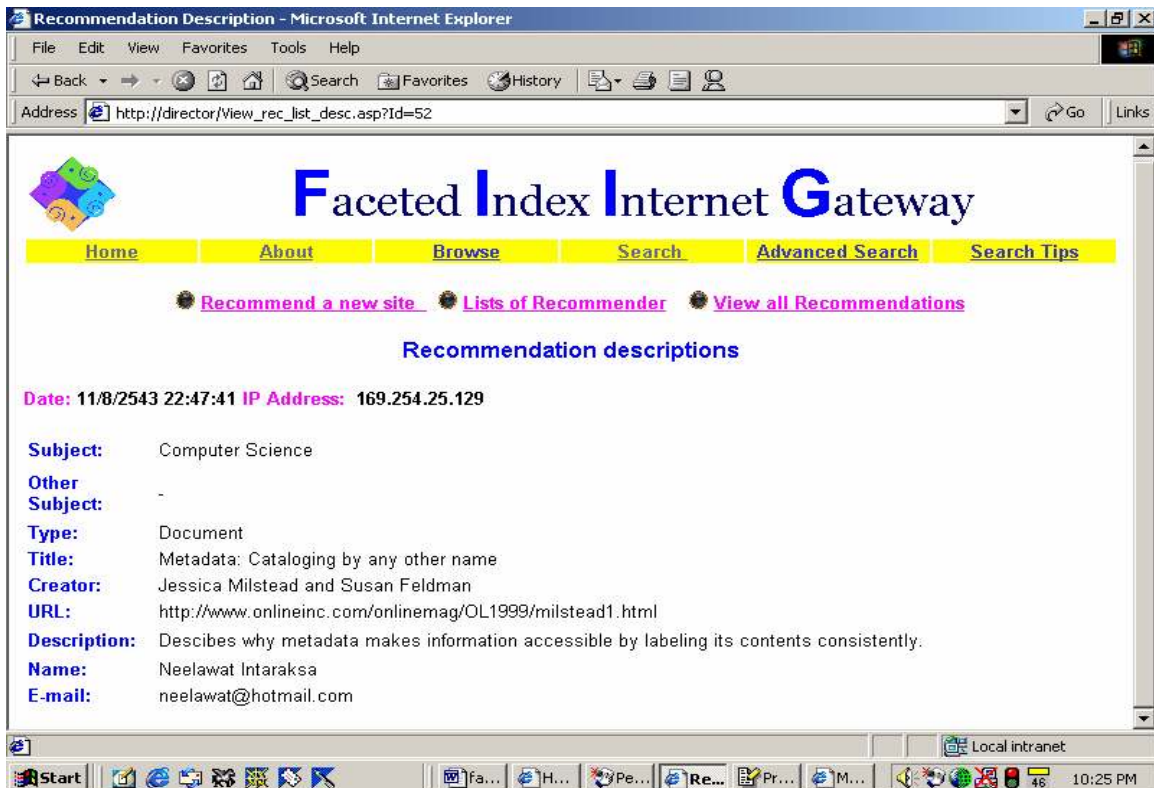 Recommendation Description - Microsoft Internet Explorer
File Edit View Favorites Tools Help
Back Search Favorites History
Address http://director/View_rec_list_desc.asp?Id=52 Go Links
Faceted Index Internet Gateway
Home About Browse Search Advanced Search Search Tips
Recommend a new site Lists of Recommender View all Recommendations
Recommendation descriptions
Date: 11/8/2543 22:47:41 IP Address: 169.254.25.129
Subject: Computer Science
Other
Subject: -
Type: Document
Title: Metadata: Cataloging by any other name
Creator: Jessica Milstead and Susan Feldman
URL: http://www.onlineinc.com/onlinemag/OL1999/milstead1.html
Description: Descibes why metadata makes information accessible by labeling its contents consistently.
Name: Neelawat Intaraksa
E-mail: neelawat@hotmail.com
Local intranet
Start fa... H... Pe... Re... Pr... M... 46 10:25 PM